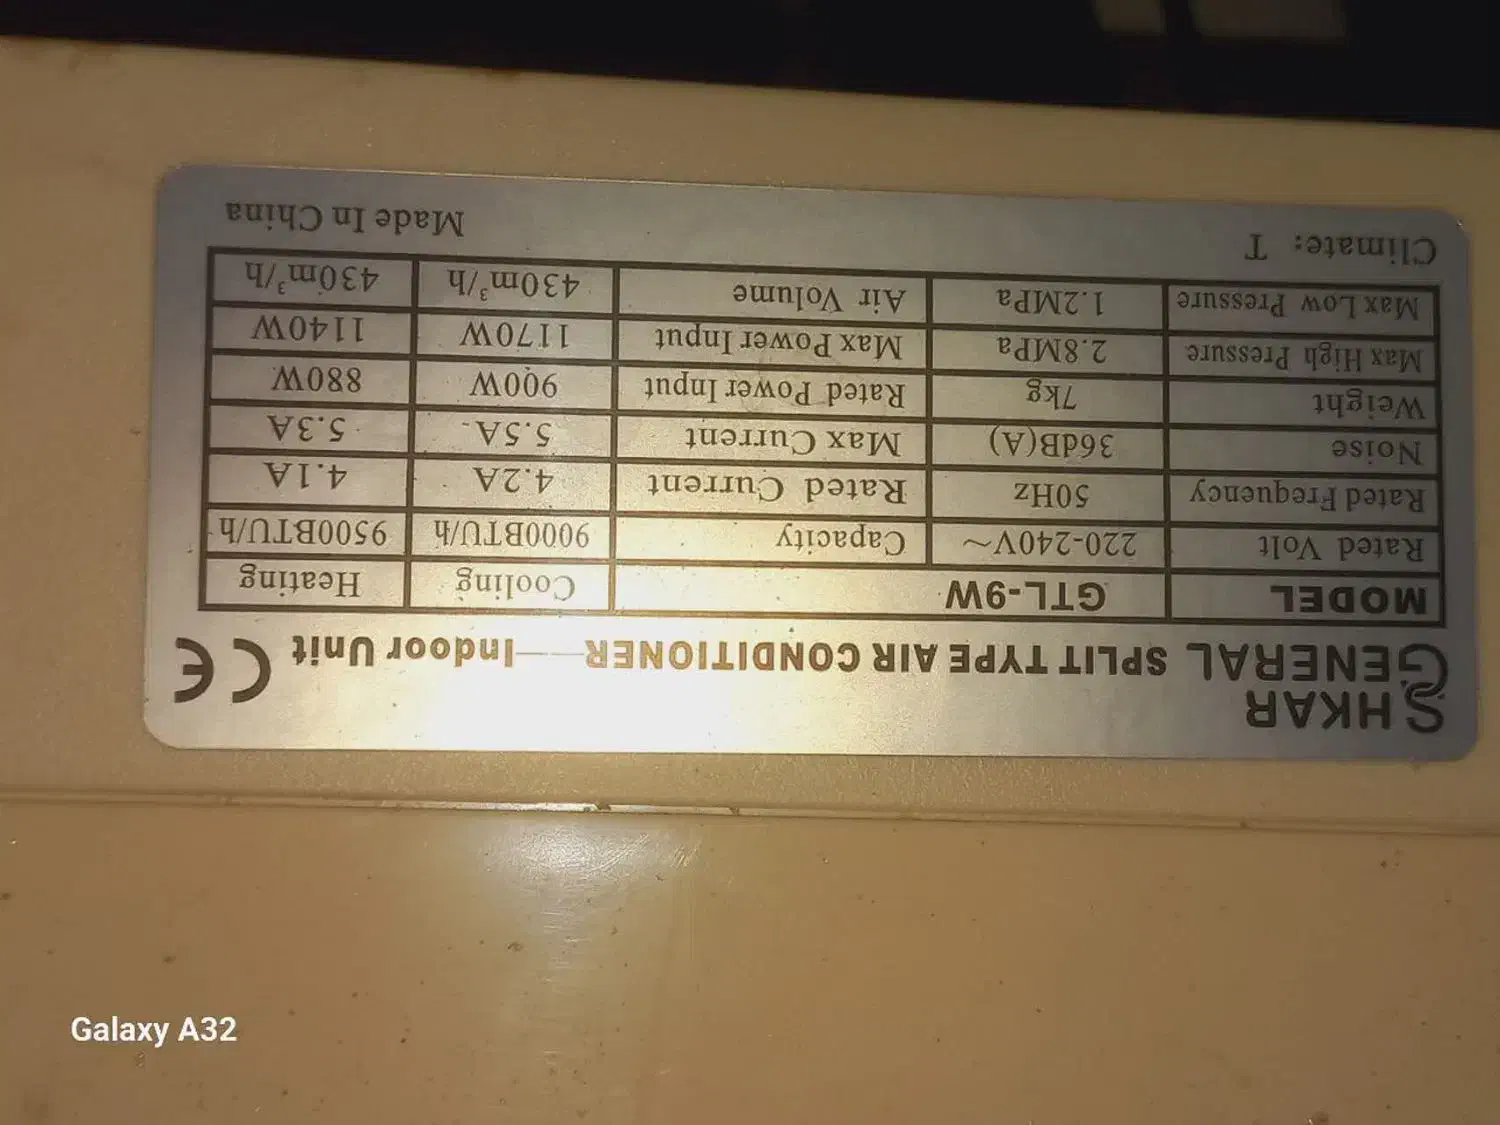 SHKAR
GENERAL SPLIT TYPE AIR CONDITIONER——Indoor Unit CE
MODEL GTL-9W Cooling Heating
Rated Volt 220-240V~ Capacity 9000BTU/h 9500BTU/h
Rated Frequency 50Hz Rated Current 4.2A 4.1A
Noise 36dB(A) Max Current 5.5A 5.3A
Weight 7kg Rated Power Input 900W 880W
Max High Pressure 2.8MPa Max Power Input 1170W 1140W
Max Low Pressure 1.2MPa Air Volume 430m³/h 430m³/h
Climate: T Made In China
Galaxy A32